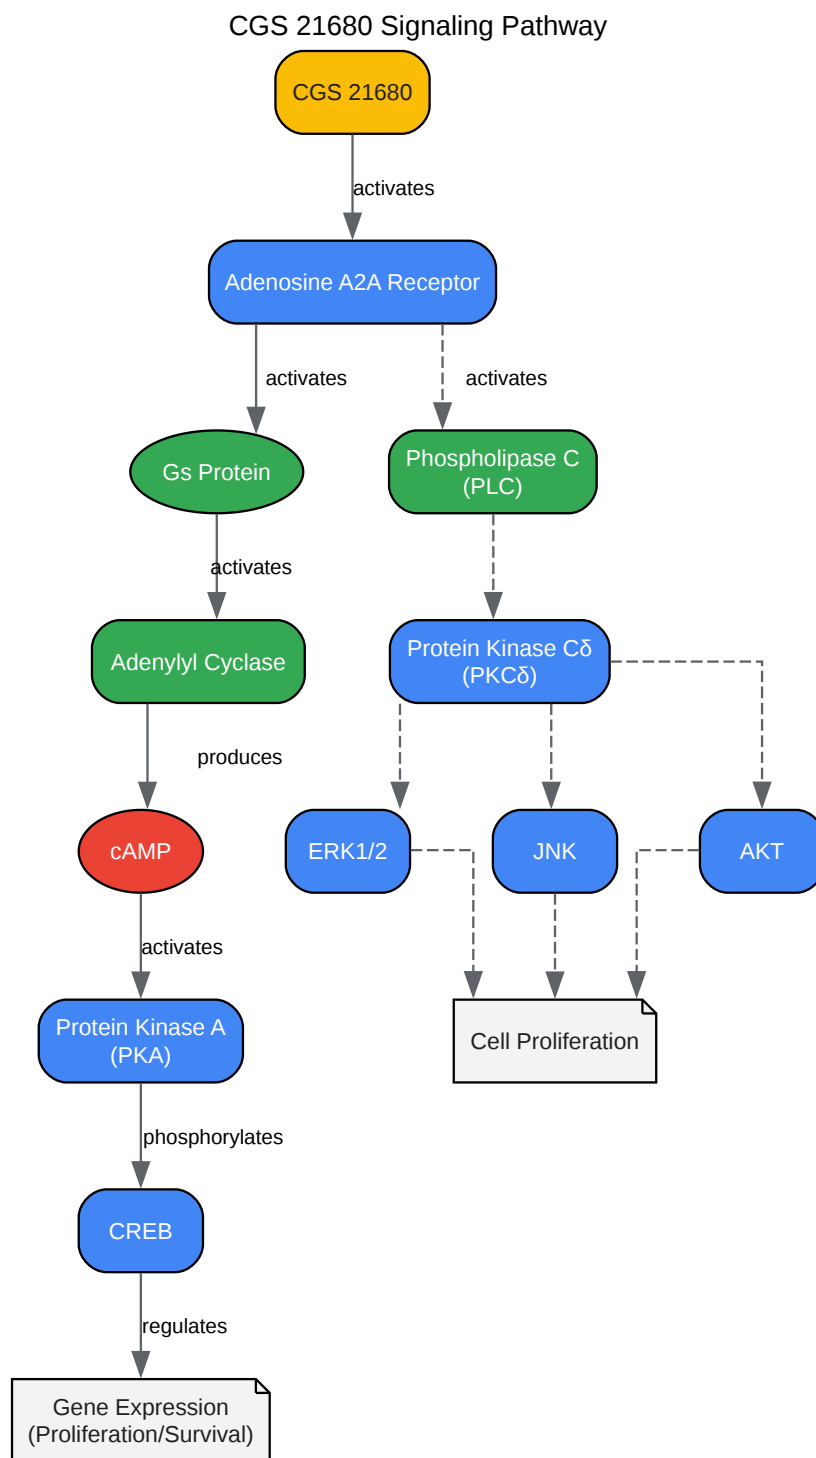 CGS 21680 Signaling Pathway
CGS 21680
activates
Adenosine A2A Receptor
activates
activates
Gs Protein
Phospholipase C
(PLC)
activates
Adenylyl Cyclase
Protein Kinase Cδ
(PKCδ)
produces
cAMP
ERK1/2
JNK
AKT
activates
Protein Kinase A
(PKA)
Cell Proliferation
phosphorylates
CREB
regulates
Gene Expression
(Proliferation/Survival)